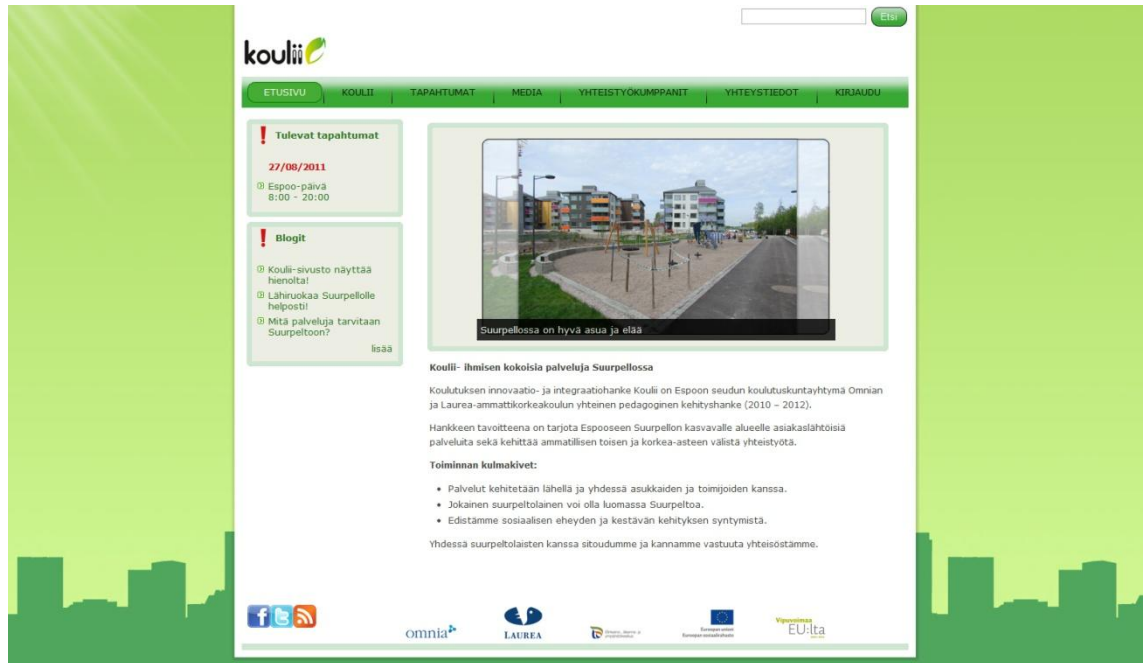 Etsi
koulii
ETUSIVU KOULII TAPAHTUMAT MEDIA YHTEISTYÖKUMPPANIT YHTEYSTIEDOT KIRJAUDU
Tulevat tapahtumat
27/08/2011
Espoo-päivä
8:00 - 20:00
Blogit
Koulii-sivusto näyttää
hienolta!
Lähiruokaa Suurpellolle
helposti!
Mitä palveluja tarvitaan
Suurpeltoon?
lisää
Suurpellossa on hyvä asua ja elää
Koulii- ihmisen kokoisia palveluja Suurpellossa
Koulutuksen innovaatio- ja integraatiohanke Koulii on Espoon seudun koulutuskuntayhtymä Omnian
ja Laurea-ammattikorkeakoulun yhteinen pedagoginen kehityshanke (2010 – 2012).
Hankkeen tavoitteena on tarjota Espooseen Suurpellon kasvavalle alueelle asiakaslähtöisiä
palveluita sekä kehittää ammatillisen toisen ja korkea-asteen välistä yhteistyötä.
Toiminnan kulmakivet:
• Palvelut kehitetään lähellä ja yhdessä asukkaiden ja toimijoiden kanssa.
• Jokainen suurpeltolainen voi olla luomassa Suurpeltoa.
• Edistämme sosiaalisen eheyden ja kestävän kehityksen syntymistä.
Yhdessä suurpeltolaisten kanssa sitoudumme ja kannamme vastuuta yhteisöstämme.
omnia
LAUREA
Euroopan unioni
Euroopan sosiaalirahasto
Vipuvoimaa
EU:lta